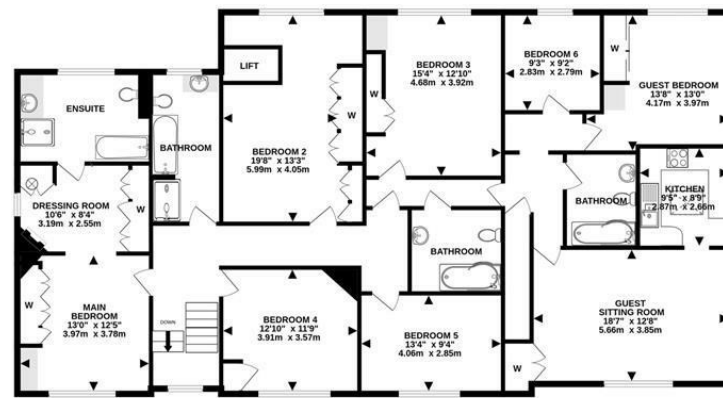 LIFT
BEDROOM 3
15'4" x 12'10"
4.68m x 3.92m
BEDROOM 6
9'3" x 9'2"
2.83m x 2.79m
W
GUEST BEDROOM
13'8" x 13'0"
4.17m x 3.97m
ENSUITE
BATHROOM
BEDROOM 2
19'8" x 13'3"
5.99m x 4.05m
W
W
DRESSING ROOM
10'6" x 8'4"
3.19m x 2.55m
W
BATHROOM
KITCHEN
9'5" x 8'9"
2.87m x 2.66m
BATHROOM
W
MAIN
BEDROOM
13'0" x 12'5"
3.97m x 3.78m
DOWN
BEDROOM 4
12'10" x 11'9"
3.91m x 3.57m
BEDROOM 5
13'4" x 9'4"
4.06m x 2.85m
GUEST
SITTING ROOM
18'7" x 12'8"
5.66m x 3.85m
W